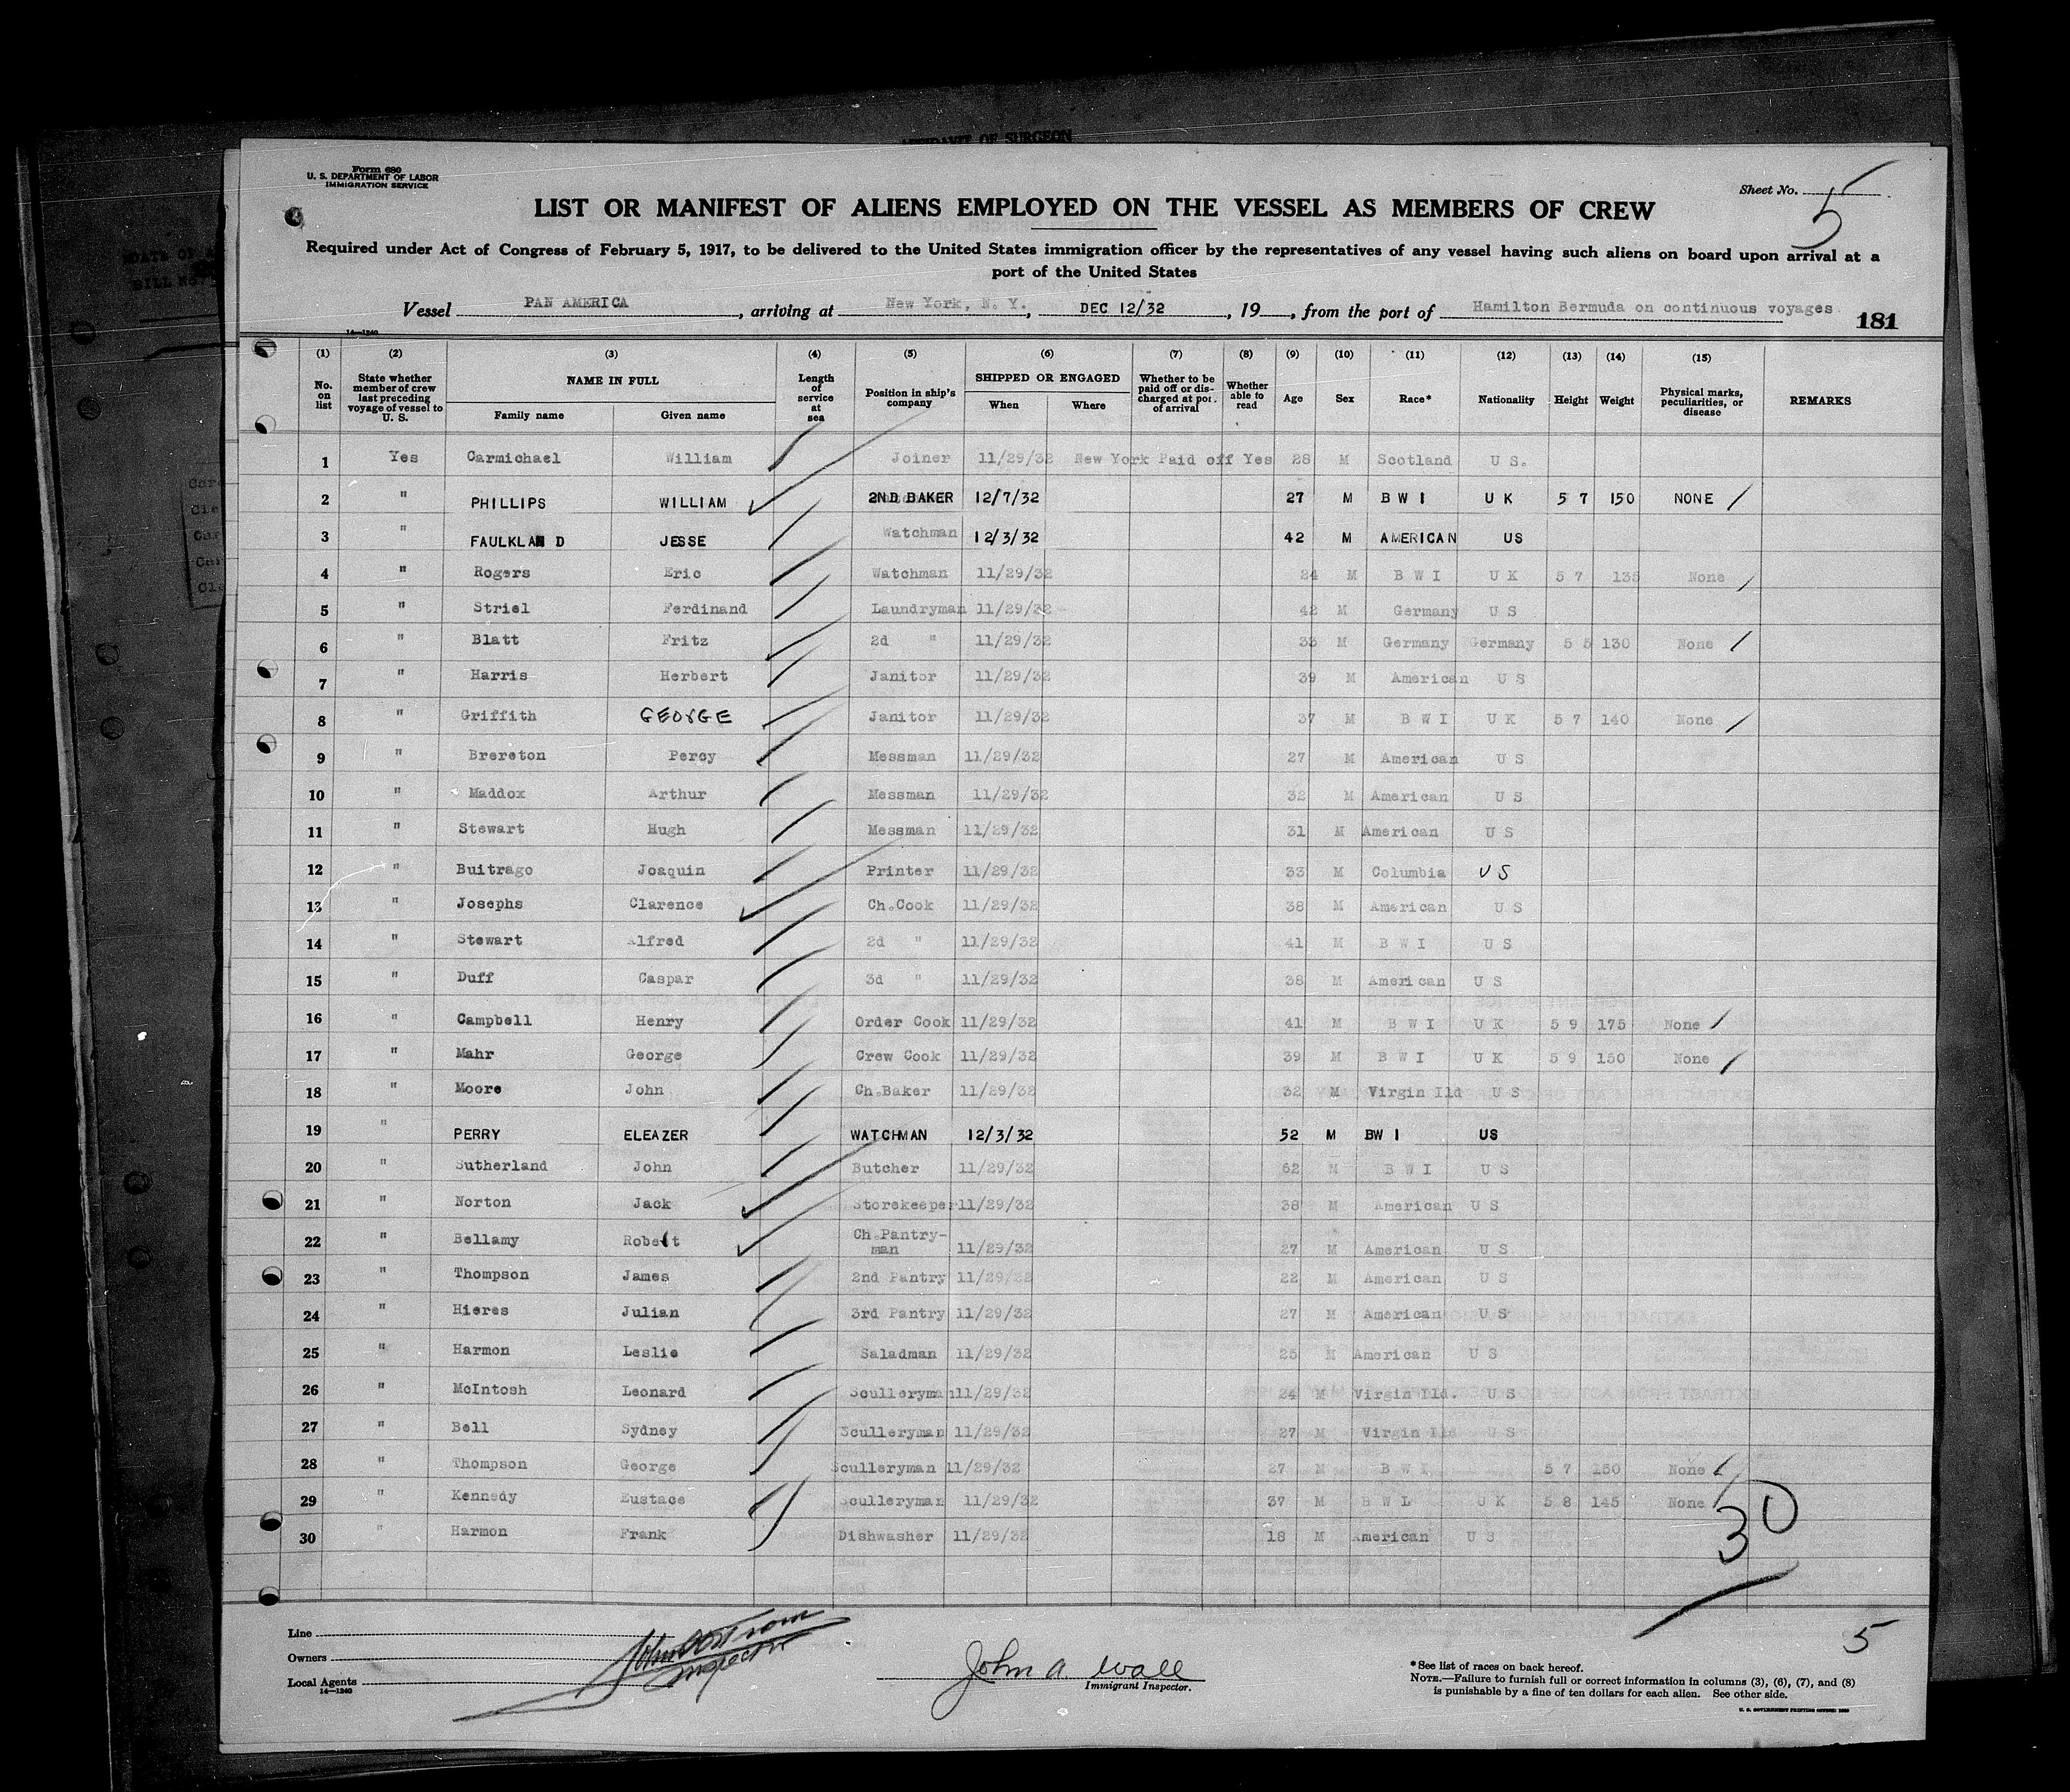 AFFIDAVIT OF SURGEON
Form 680
U. S. DEPARTMENT OF LABOR
IMMIGRATION SERVICE
Sheet No. 5
LIST OR MANIFEST OF ALIENS EMPLOYED ON THE VESSEL AS MEMBERS OF CREW
Required under Act of Congress of February 5, 1917, to be delivered to the United States immigration officer by the representatives of any vessel having such aliens on board upon arrival at a
port of the United States
Vessel PAN AMERICA, arriving at New York, N. Y., DEC 12/32, 19, from the port of Hamilton Bermuda on continuous voyages
181
14—1240
(1) (2) (3) (4) (5) (6) (7) (8) (9) (10) (11) (12) (13) (14) (15)
No. on list State whether member of crew last preceding voyage of vessel to U. S. NAME IN FULL Family name Given name Length of service at sea Position in ship's company SHIPPED OR ENGAGED When Where Whether to be paid off or discharged at port of arrival Whether able to read Age Sex Race* Nationality Height Weight Physical marks, peculiarities, or disease REMARKS
1 Yes Carmichael William Joiner 11/29/32 New York Paid off Yes 28 M Scotland U S.
2 " PHILLIPS WILLIAM 2ND BAKER 12/7/32 27 M B W I U K 5 7 150 NONE
3 " FAULKLAND JESSE Watchman 12/3/32 42 M AMERICAN US
4 " Rogers Eric Watchman 11/29/32 24 M B W I U K 5 7 135 None
5 " Striel Ferdinand Laundryman 11/29/32 42 M Germany U S
6 " Blatt Fritz 2d " 11/29/32 33 M Germany Germany 5 5 130 None
7 " Harris Herbert Janitor 11/29/32 39 M American U S
8 " Griffith GEORGE Janitor 11/29/32 37 M B W I U K 5 7 140 None
9 " Brereton Percy Messman 11/29/32 27 M American U S
10 " Maddox Arthur Messman 11/29/32 32 M American U S
11 " Stewart Hugh Messman 11/29/32 31 M American U S
12 " Buitrago Joaquin Printer 11/29/32 33 M Columbia U S
13 " Josephs Clarence Ch.Cook 11/29/32 38 M American U S
14 " Stewart Alfred 2d " 11/29/32 41 M B W I U S
15 " Duff Caspar 3d " 11/29/32 38 M American U S
16 " Campbell Henry Order Cook 11/29/32 41 M B W I U K 5 9 175 None
17 " Mahr George Crew Cook 11/29/32 39 M B W I U K 5 9 150 None
18 " Moore John Ch.Baker 11/29/32 32 M Virgin Ild U S
19 " PERRY ELEAZER WATCHMAN 12/3/32 52 M BW I US
20 " Sutherland John Butcher 11/29/32 62 M B W I U S
21 " Norton Jack Storekeeper 11/29/32 38 M American U S
22 " Bellamy Robert Ch.Pantry-
man 11/29/32 27 M American U S
23 " Thompson James 2nd Pantry 11/29/32 22 M American U S
24 " Hieres Julian 3rd Pantry 11/29/32 27 M American U S
25 " Harmon Leslie Saladman 11/29/32 25 M American U S
26 " McIntosh Leonard Sculleryman 11/29/32 24 M Virgin Ild. U S
27 " Bell Sydney Sculleryman 11/29/32 27 M Virgin Ild U S
28 " Thompson George Sculleryman 11/29/32 27 M B W I 5 7 150 None
29 " Kennedy Eustace Sculleryman 11/29/32 37 M B W I U K 5 8 145 None
30 " Harmon Frank Dishwasher 11/29/32 18 M American U S
30
5
Line
Owners
Local Agents
14—1240
Inspector
John A. Wall
Immigrant Inspector.
*See list of races on back hereof.
NOTE.—Failure to furnish full or correct information in columns (3), (6), (7), and (8)
is punishable by a fine of ten dollars for each alien. See other side.